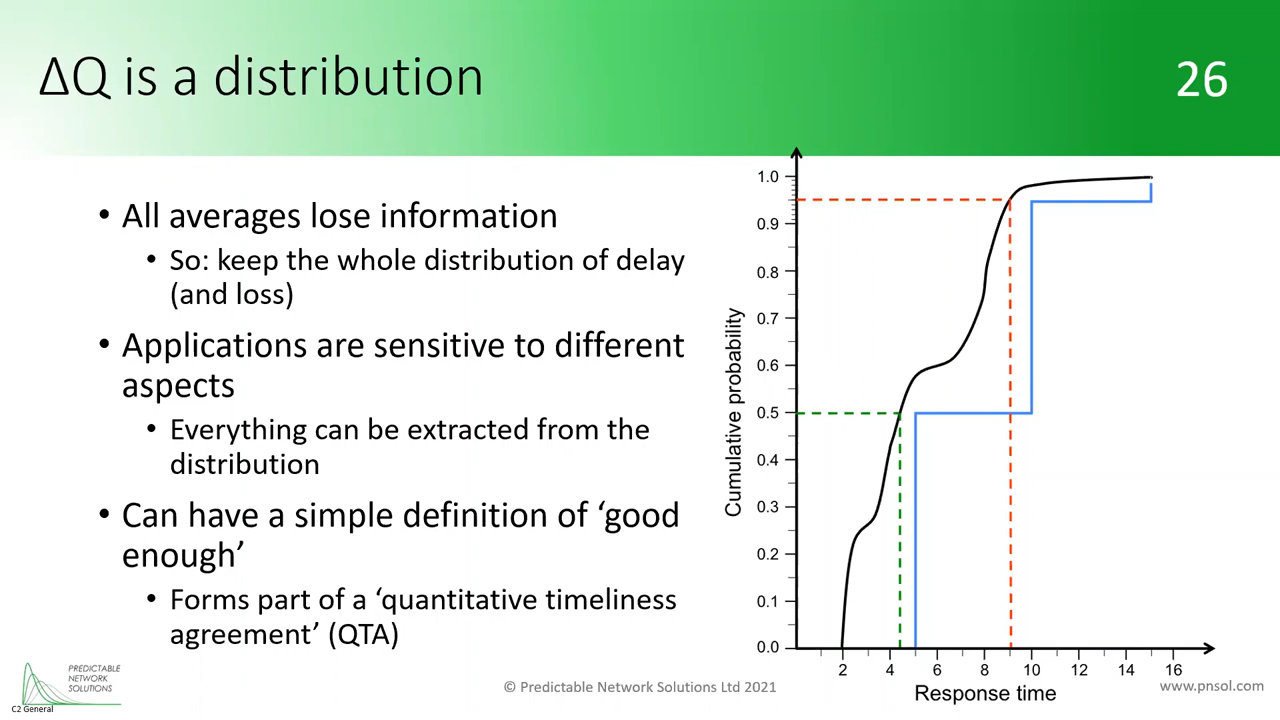 ΔQ is a distribution
26
• All averages lose information
• So: keep the whole distribution of delay
(and loss)
• Applications are sensitive to different
aspects
• Everything can be extracted from the
distribution
• Can have a simple definition of ‘good
enough’
• Forms part of a ‘quantitative timeliness
agreement’ (QTA)
Cumulative probability
1.0
0.9
0.8
0.7
0.6
0.5
0.4
0.3
0.2
0.1
0.0
2 4 6 8 10 12 14 16
Response time
PREDICTABLE
NETWORK
SOLUTIONS
C2 General
© Predictable Network Solutions Ltd 2021
www.pnsol.com